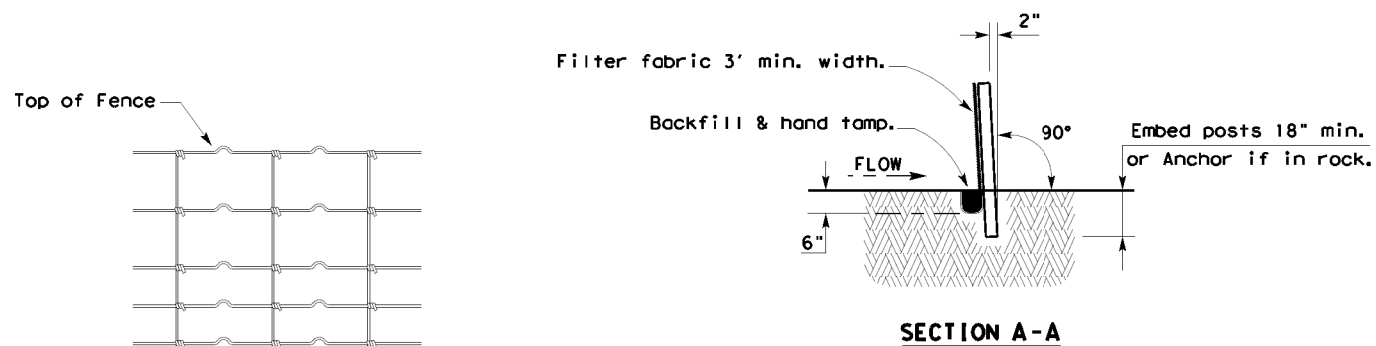 Top of Fence
2"
Filter fabric 3' min. width.
Backfill & hand tamp.
90°
Embed posts 18" min.
or Anchor if in rock.
FLOW
6"
SECTION A-A